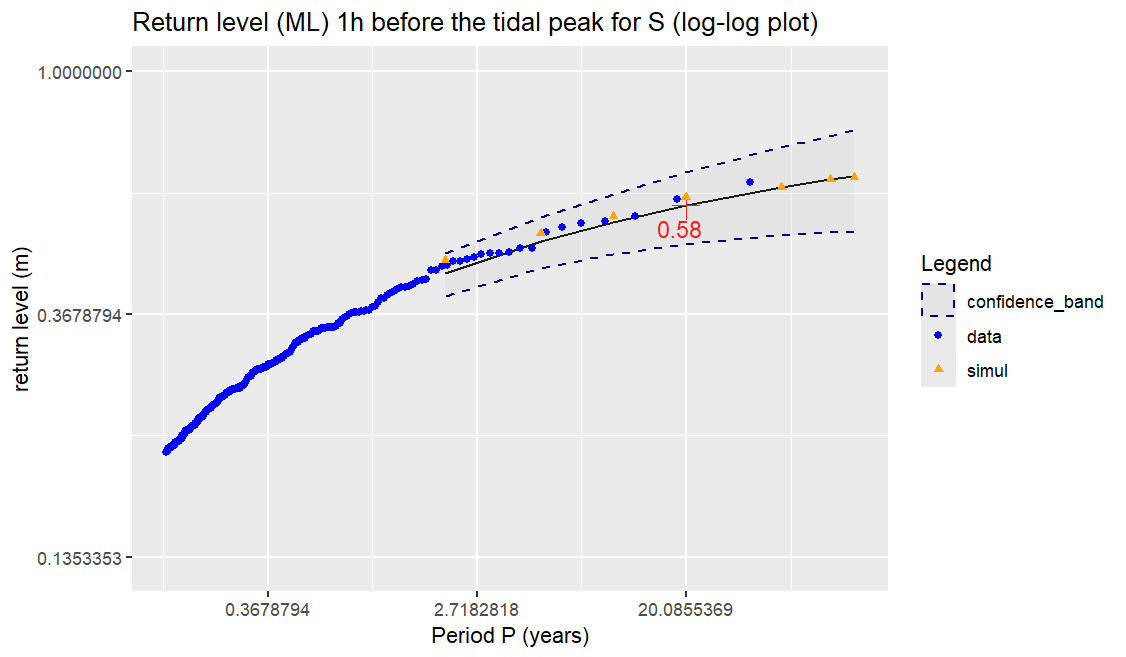 Return level (ML) 1h before the tidal peak for S (log-log plot)
1.0000000
0.3678794
0.1353353
return level (m)
0.58
0.3678794
2.7182818
20.0855369
Period P (years)
Legend
confidence_band
data
simul